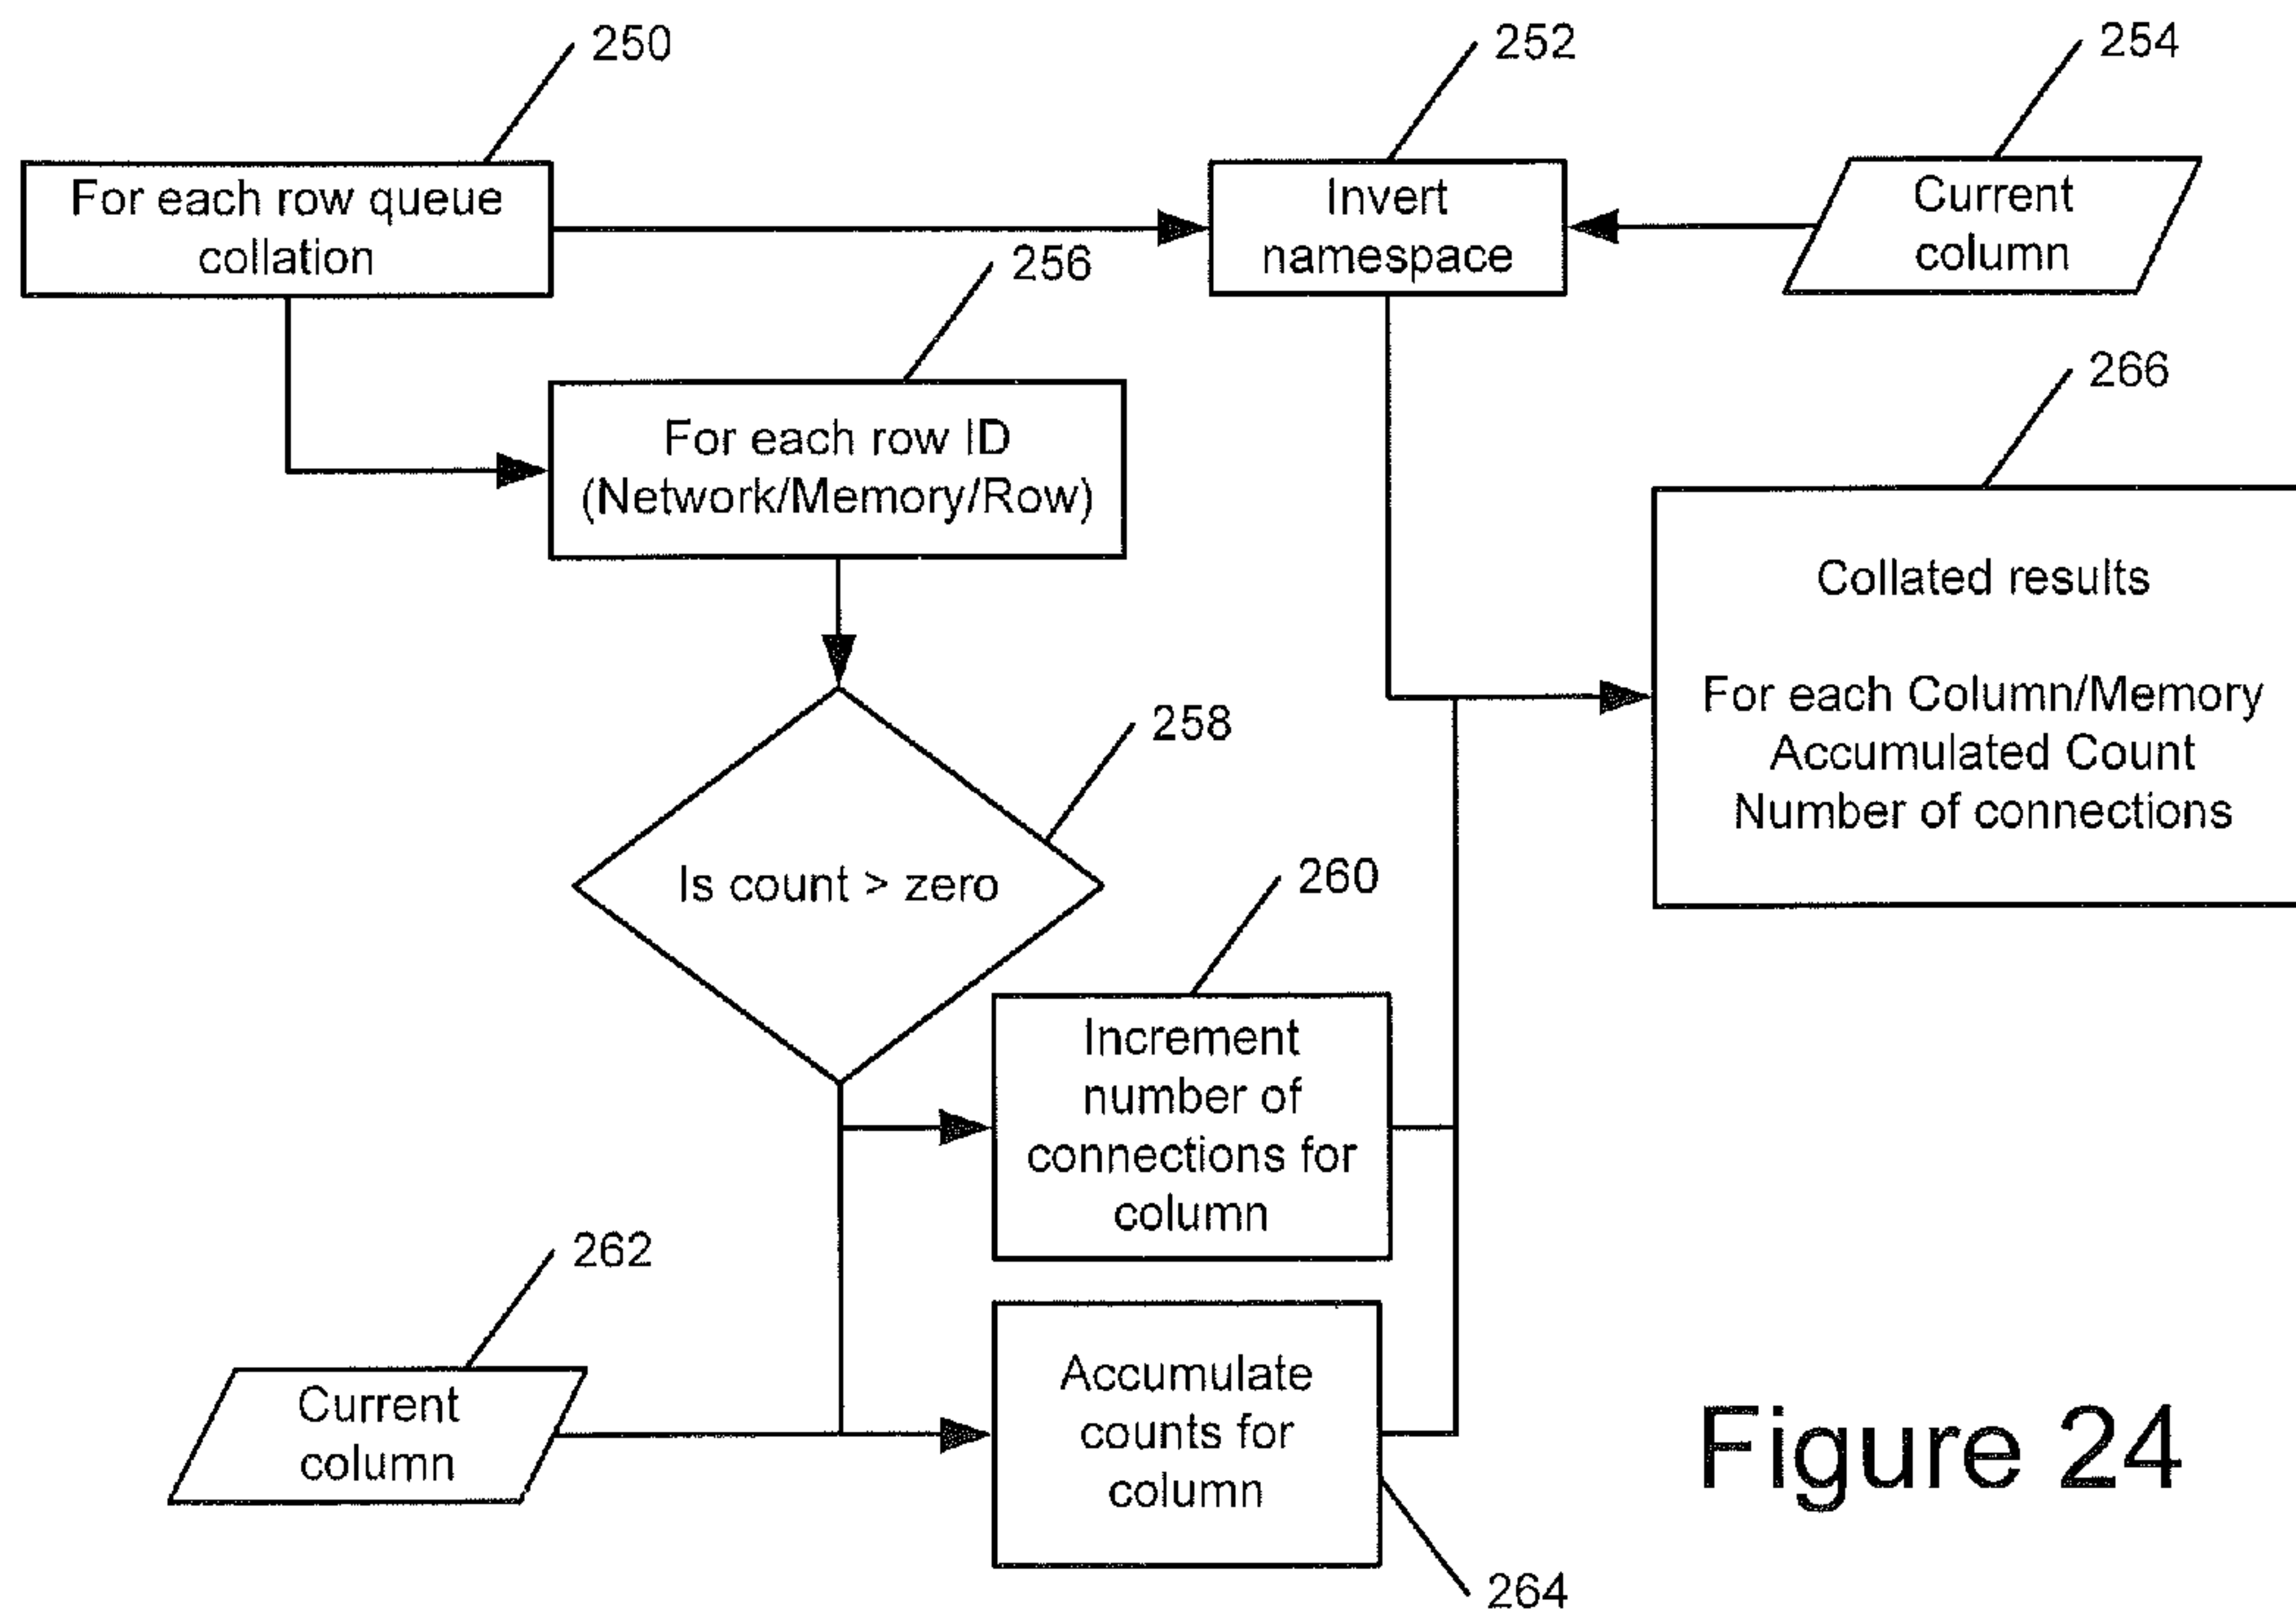 250
252
254
For each row queue
collation
Invert
namespace
Current
column
256
For each row ID
(Network/Memory/Row)
266
Collated results
For each Column/Memory
Accumulated Count
Number of connections
258
Is count > zero
260
Increment
number of
connections for
column
262
Current
column
Accumulate
counts for
column
264
Figure 24